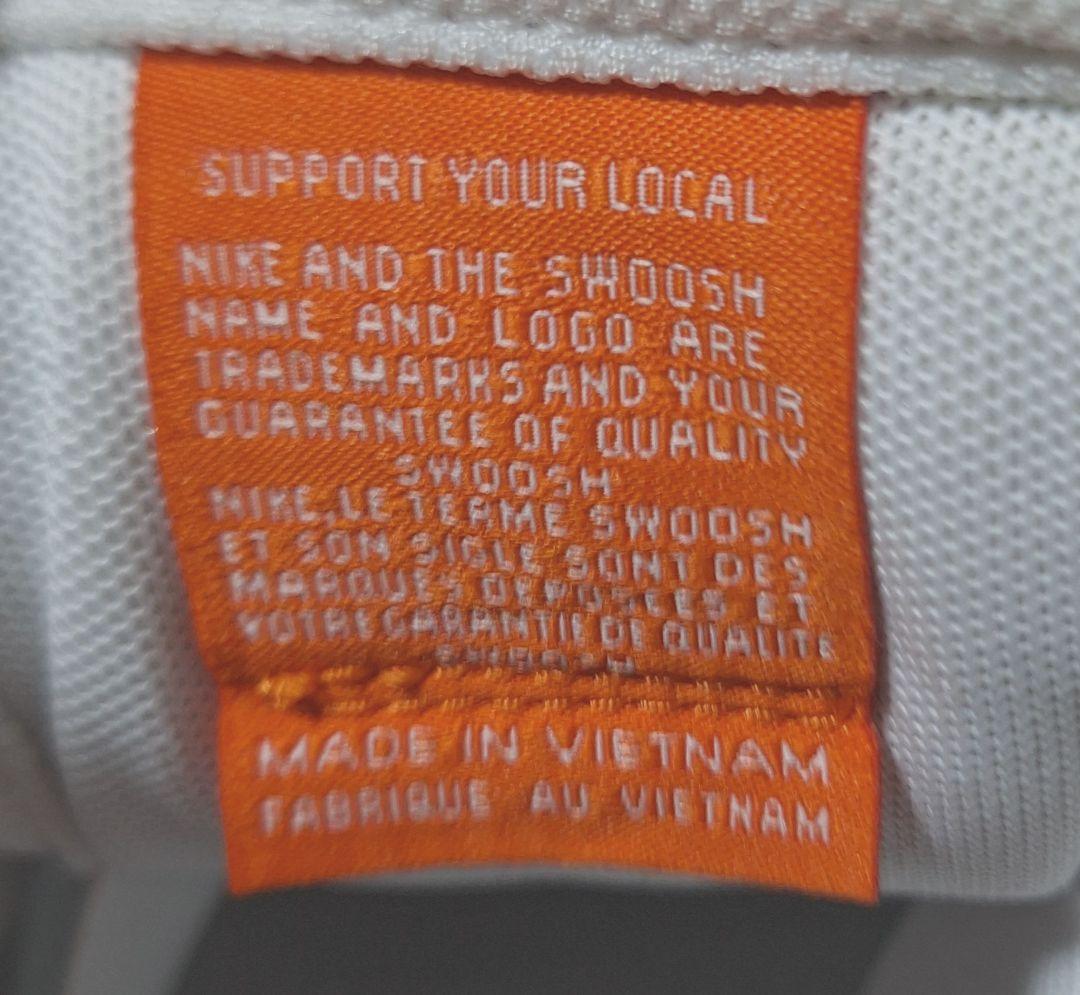 SUPPORT YOUR LOCAL
NIKE AND THE SWOOSH
NAME AND LOGO ARE
TRADEMARKS AND YOUR
GUARANTEE OF QUALITY
SWOOSH
NIKE, LE TERME SWOOSH
ET SON SIGLE SONT DES
MARQUES DEPOSEES ET
VOTRE GARANTIE DE QUALITE
SWOOSH
MADE IN VIETNAM
FABRIQUE AU VIETNAM